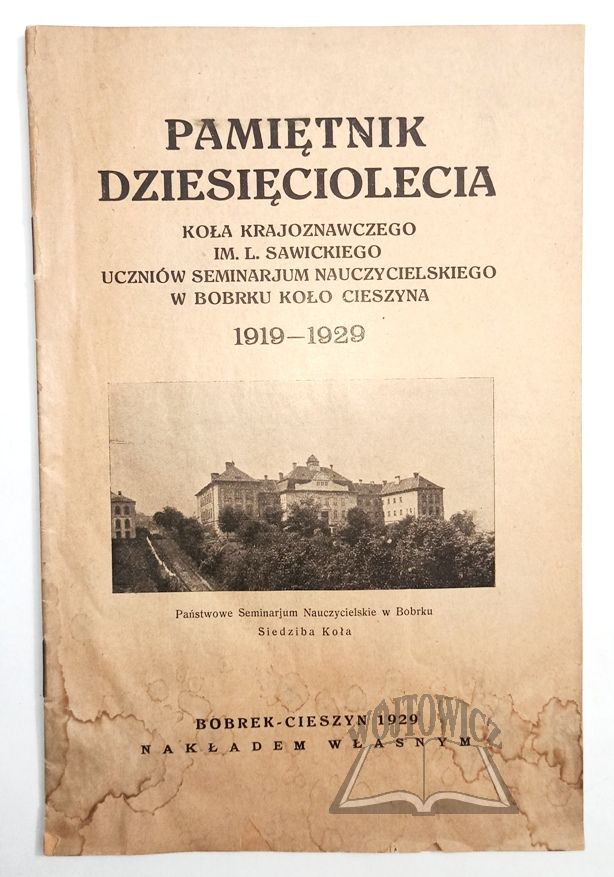 PAMIĘTNIK
DZIESIĘCIOLECIA
KOŁA KRAJOZNAWCZEGO
IM. L. SAWICKIEGO
UCZNIÓW SEMINARJUM NAUCZYCIELSKIEGO
W BOBRKU KOŁO CIESZYNA
1919—1929
Państwowe Seminarjum Nauczycielskie w Bobrku
Siedziba Koła
BOBREK-CIESZYN 1929
NAKŁADEM WŁASNYM
WÓJTOWICZ